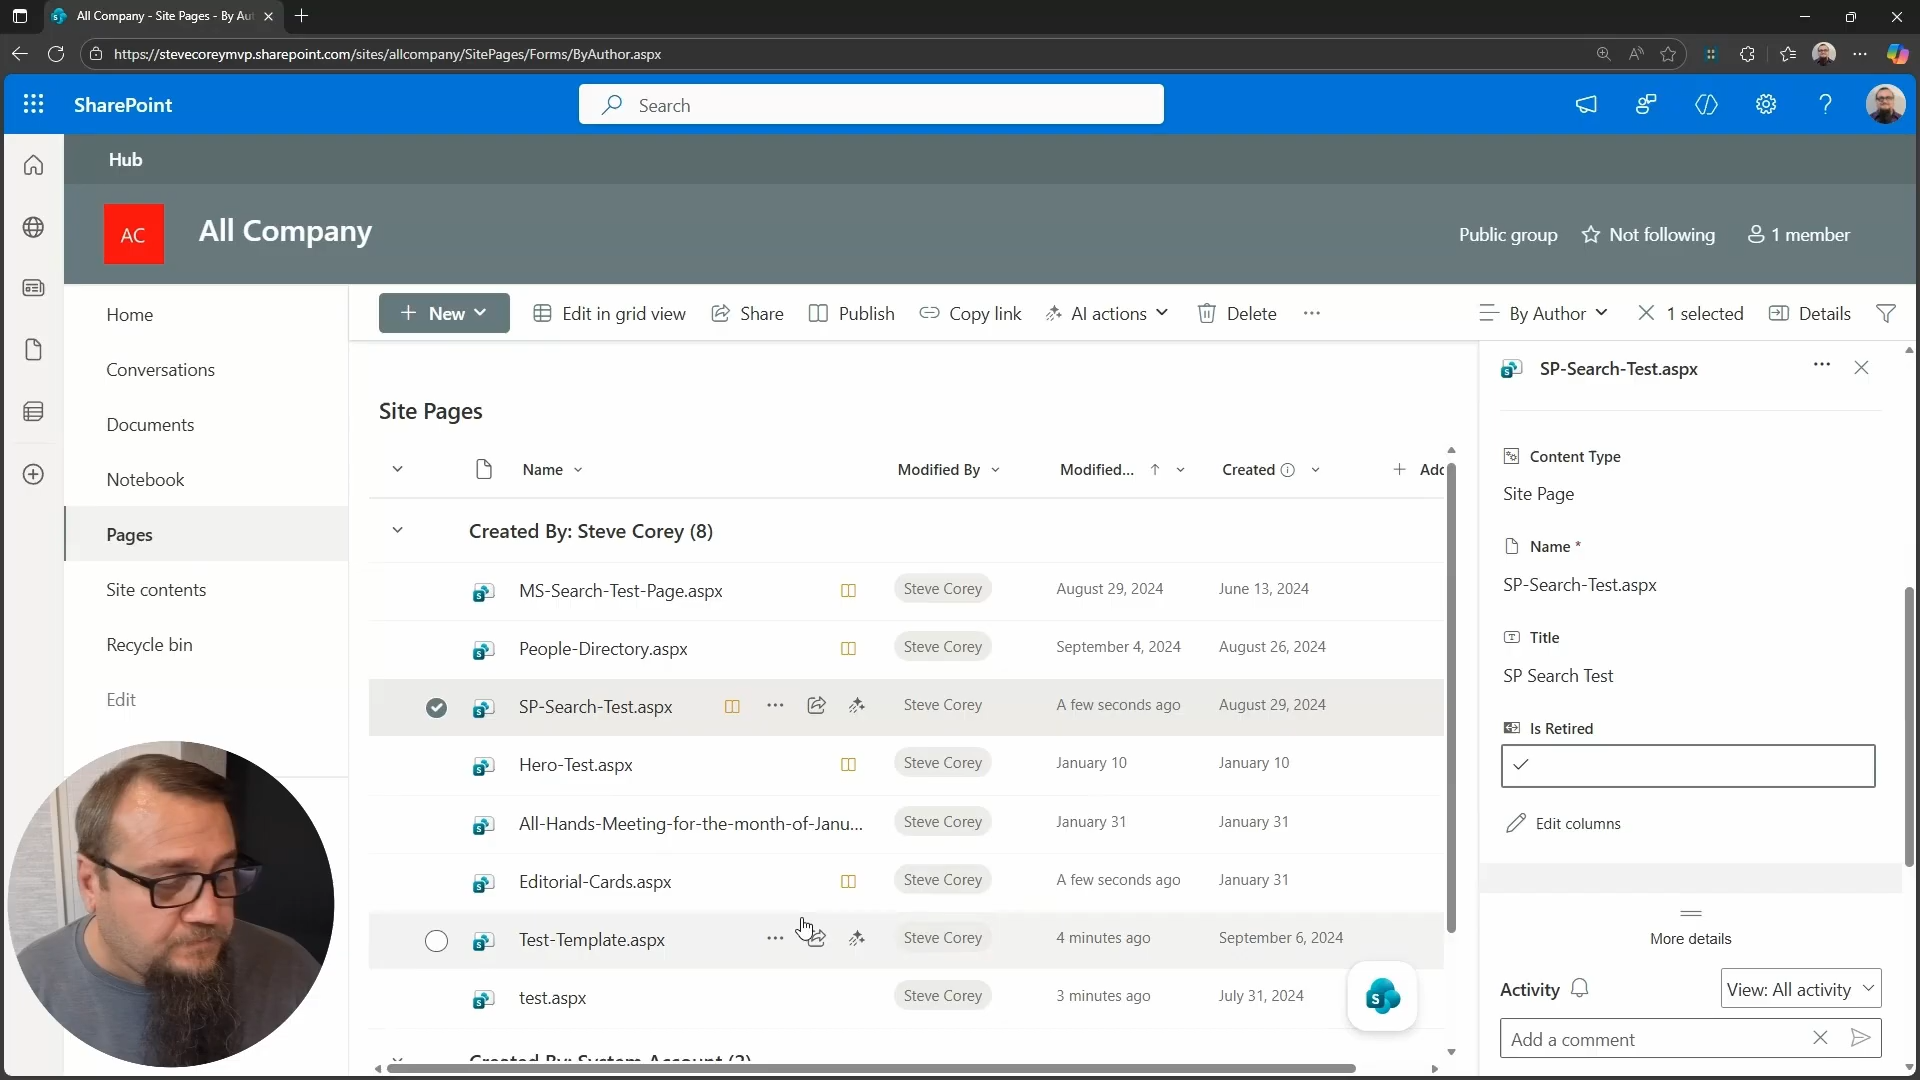 All Company - Site Pages - By Au
https://stevecoreymvp.sharepoint.com/sites/allcompany/SitePages/Forms/ByAuthor.aspx
SharePoint
Search
Hub
AC
All Company
Public group
Not following
1 member
Home
Conversations
Documents
Notebook
Pages
Site contents
Recycle bin
Edit
New
Edit in grid view
Share
Publish
Copy link
AI actions
Delete
By Author
1 selected
Details
Site Pages
Name Modified By Modified... Created Add
Created By: Steve Corey (8)
MS-Search-Test-Page.aspx Steve Corey August 29, 2024 June 13, 2024
People-Directory.aspx Steve Corey September 4, 2024 August 26, 2024
SP-Search-Test.aspx Steve Corey A few seconds ago August 29, 2024
Hero-Test.aspx Steve Corey January 10 January 10
All-Hands-Meeting-for-the-month-of-Janu... Steve Corey January 31 January 31
Editorial-Cards.aspx Steve Corey A few seconds ago January 31
Test-Template.aspx Steve Corey 4 minutes ago September 6, 2024
test.aspx Steve Corey 3 minutes ago July 31, 2024
Created By: System Account (2)
SP-Search-Test.aspx
Content Type
Site Page
Name *
SP-Search-Test.aspx
Title
SP Search Test
Is Retired
Edit columns
More details
Activity
View: All activity
Add a comment